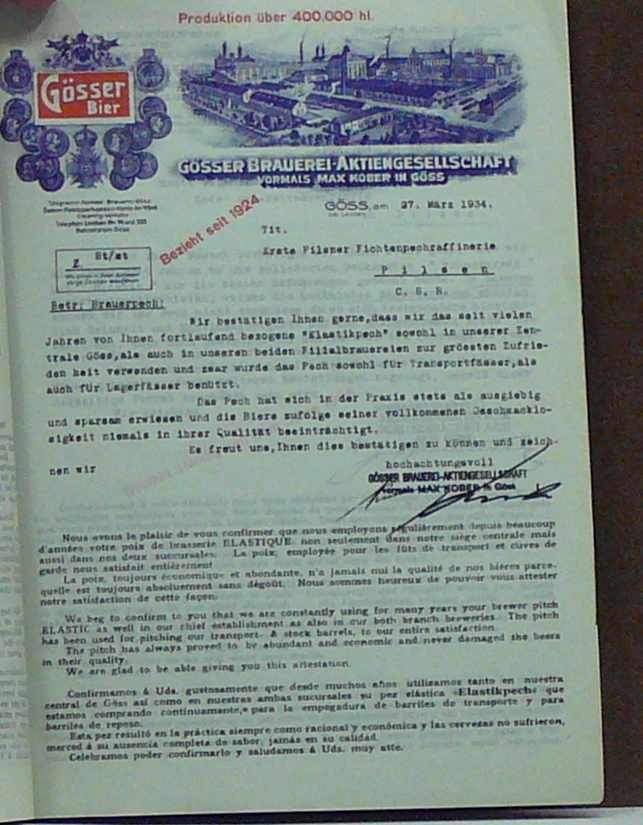 Produktion über 400,000 hl.
Gösser
Bier
GÖSSER BRAUEREI-AKTIENGESELLSCHAFT
VORMALS MAX KOBER IN GÖSS
GÖSS, am 27. März 1934.
Bezieht seit 1924.
Tit.
Erste Pilsner Fichtenpechraffinerie
Pilsen
C. S. R.
Z St/st
Betr: Brauerpech:
Wir bestätigen Ihnen gerne,dass wir das seit vielen
Jahren von Ihnen fortlaufend bezogene "Elastikpech" sowohl in unserer Zen-
trale Göss,als auch in unseren beiden Filialbrauereien zur grössten Zufrie-
den heit verwenden und zwar wurde das Pech sowohl für Transportfässer,als
auch für Lagerfässer benützt.
Das Pech hat sich in der Praxis stets als ausgiebig
und sparsam erwiesen und die Biere zufolge seiner vollkommenen Geschmacklo-
sigkeit niemals in ihrer Qualität beeinträchtigt.
Es freut uns,Ihnen dies bestätigen zu können und zeich-
nen wir
hochachtungsvoll
GÖSSER BRAUEREI-AKTIENGESELLSCHAFT
vormals MAX KOBER in Göss
Nous avons le plaisir de vous confirmer que nous employons régulièrement depuis beaucoup
d'années votre poix de brasserie ELASTIQUE, non seulement dans notre siège centrale mais
aussi dans nos deux succursales. La poix, employée pour les fûts de transport et cuves de
garde nous satisfait entièrement
La poix, toujours économique et abondante, n'a jamais nui la qualité de nos bières parce-
quelle est toujours absoluement sans dégoût. Nous sommes heureux de pouvoir vous attester
notre satisfaction de cette façon.
We beg to confirm to you that we are constantly using for many years your brewer pitch
ELASTIC as well in our chief establishment as also in our both branch breweries. The pitch
has been used for pitching our transport- & stock barrels, to our entire satisfaction.
The pitch has always proved to be abundant and economic and never damaged the beers
in their quality.
We are glad to be able giving you this attestation.
Confirmamos á Uds. gustosamente que desde muchos años utilizamos tanto en nuestra
central de Göss así como en nuestras ambas sucursales su pez elástica »Elastikpech« que
estamos comprando continuamente,« para la empegadura de barriles de transporte y para
barriles de reposo.
Esta pez resultó en la práctica siempre como racional y económica y las cervezas no sufrieron,
merced á su ausencia completa de sabor, jamás en su calidad.
Celebramos poder confirmarlo y saludamos á Uds. muy atte.